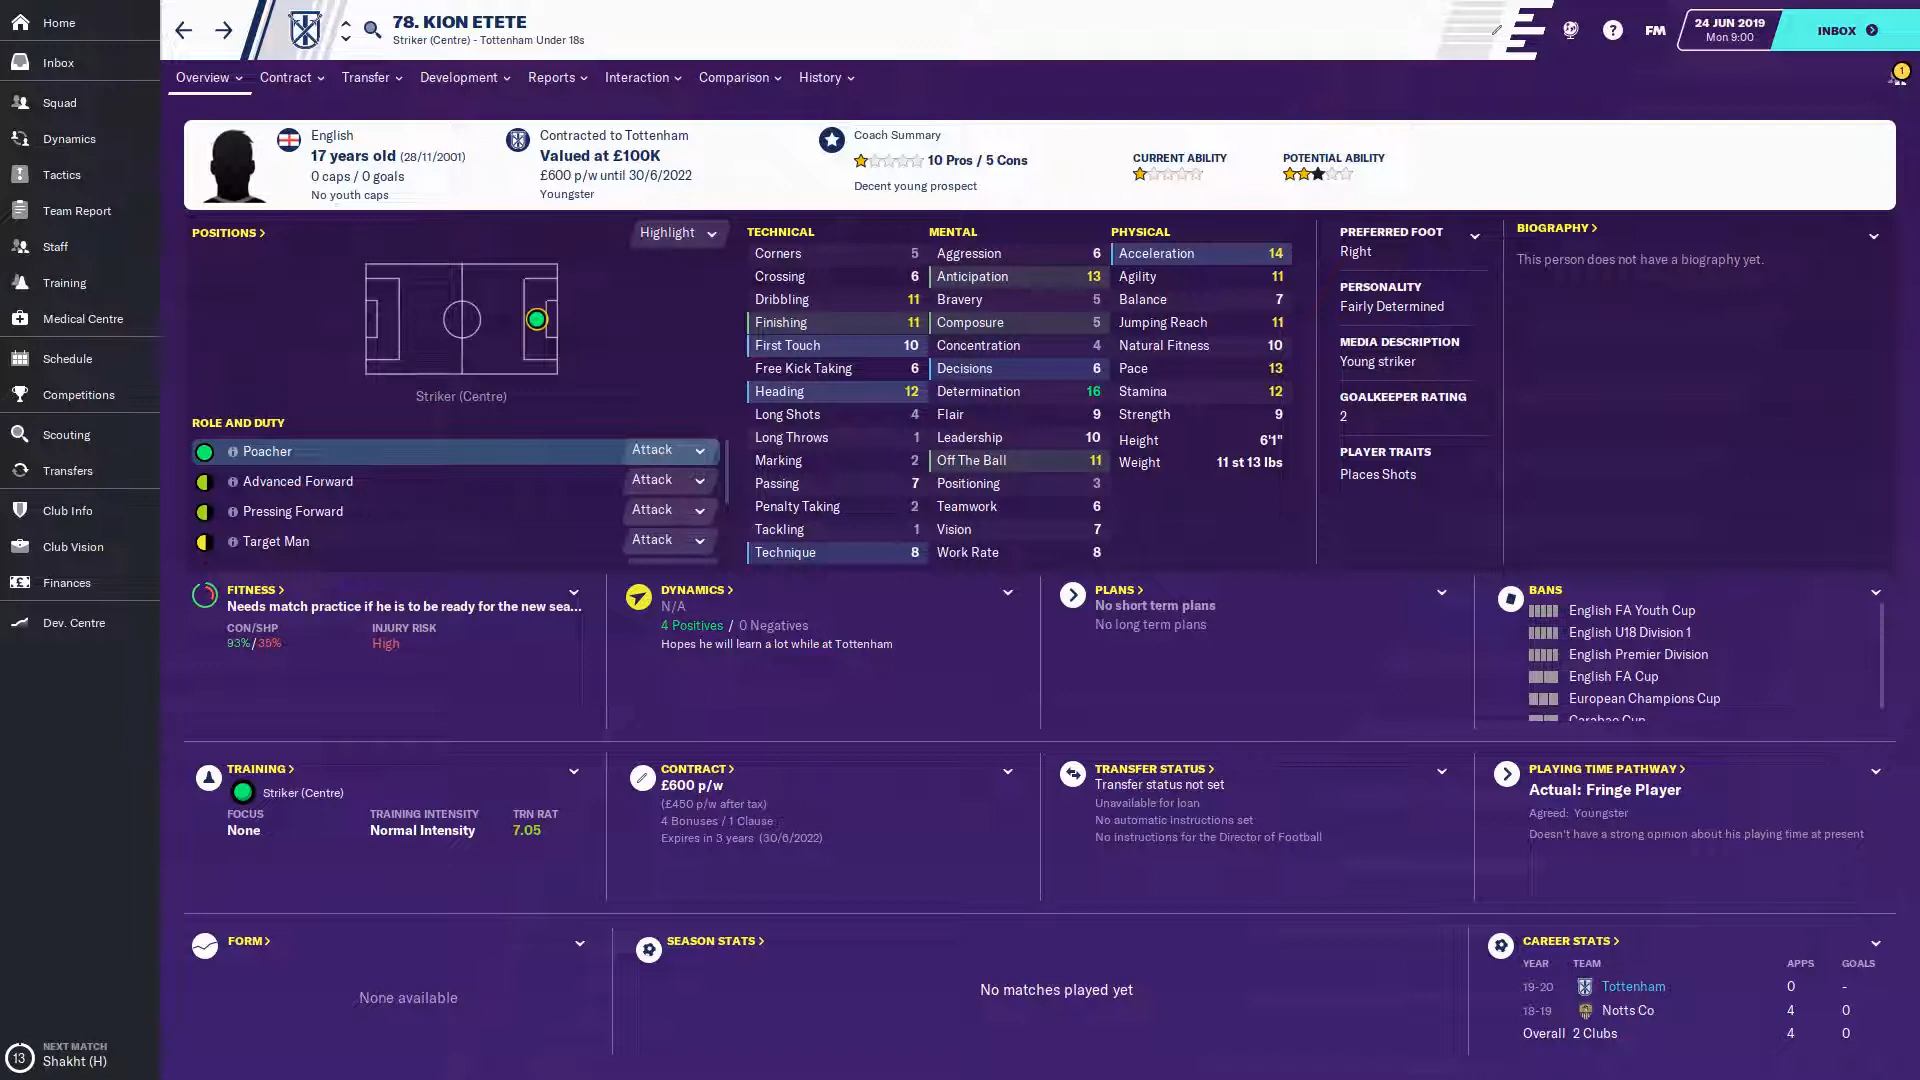 Home
Inbox
Squad
Dynamics
Tactics
Team Report
Staff
Training
Medical Centre
Schedule
Competitions
Scouting
Transfers
Club Info
Club Vision
Finances
Dev. Centre
13 NEXT MATCH
Shakht (H)
78. KION ETETE
Striker (Centre) - Tottenham Under 18s
? FM
24 JUN 2019
Mon 9:00
INBOX
Overview Contract Transfer Development Reports Interaction Comparison History
1
English
17 years old (28/11/2001)
0 caps / 0 goals
No youth caps
Contracted to Tottenham
Valued at £100K
£600 p/w until 30/6/2022
Youngster
Coach Summary
10 Pros / 5 Cons
Decent young prospect
CURRENT ABILITY
POTENTIAL ABILITY
POSITIONS >
Highlight
Striker (Centre)
ROLE AND DUTY
Poacher Attack
Advanced Forward Attack
Pressing Forward Attack
Target Man Attack
TECHNICAL
Corners 5
Crossing 6
Dribbling 11
Finishing 11
First Touch 10
Free Kick Taking 6
Heading 12
Long Shots 4
Long Throws 1
Marking 2
Passing 7
Penalty Taking 2
Tackling 1
Technique 8
MENTAL
Aggression 6
Anticipation 13
Bravery 5
Composure 5
Concentration 4
Decisions 6
Determination 16
Flair 9
Leadership 10
Off The Ball 11
Positioning 3
Teamwork 6
Vision 7
Work Rate 8
PHYSICAL
Acceleration 14
Agility 11
Balance 7
Jumping Reach 11
Natural Fitness 10
Pace 13
Stamina 12
Strength 9
Height 6'1"
Weight 11 st 13 lbs
PREFERRED FOOT
Right
PERSONALITY
Fairly Determined
MEDIA DESCRIPTION
Young striker
GOALKEEPER RATING
2
PLAYER TRAITS
Places Shots
BIOGRAPHY >
This person does not have a biography yet.
FITNESS >
Needs match practice if he is to be ready for the new sea...
CON/SHP INJURY RISK
93%/35% High
DYNAMICS >
N/A
4 Positives / 0 Negatives
Hopes he will learn a lot while at Tottenham
PLANS >
No short term plans
No long term plans
BANS
English FA Youth Cup
English U18 Division 1
English Premier Division
English FA Cup
European Champions Cup
Carabao Cup
TRAINING >
Striker (Centre)
FOCUS TRAINING INTENSITY TRN RAT
None Normal Intensity 7.05
CONTRACT >
£600 p/w
(£450 p/w after tax)
4 Bonuses / 1 Clause
Expires in 3 years (30/6/2022)
TRANSFER STATUS >
Transfer status not set
Unavailable for loan
No automatic instructions set
No instructions for the Director of Football
PLAYING TIME PATHWAY >
Actual: Fringe Player
Agreed: Youngster
Doesn't have a strong opinion about his playing time at present
FORM >
None available
SEASON STATS >
No matches played yet
CAREER STATS >
YEAR TEAM APPS GOALS
19-20 Tottenham 0 -
18-19 Notts Co 4 0
Overall 2 Clubs 4 0